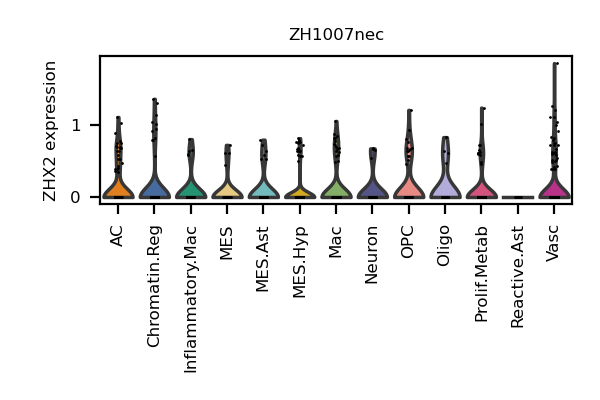 ZH1007nec
ZHX2 expression
1
0
AC
Chromatin.Reg
Inflammatory.Mac
MES
MES.Ast
MES.Hyp
Mac
Neuron
OPC
Oligo
Prolif.Metab
Reactive.Ast
Vasc